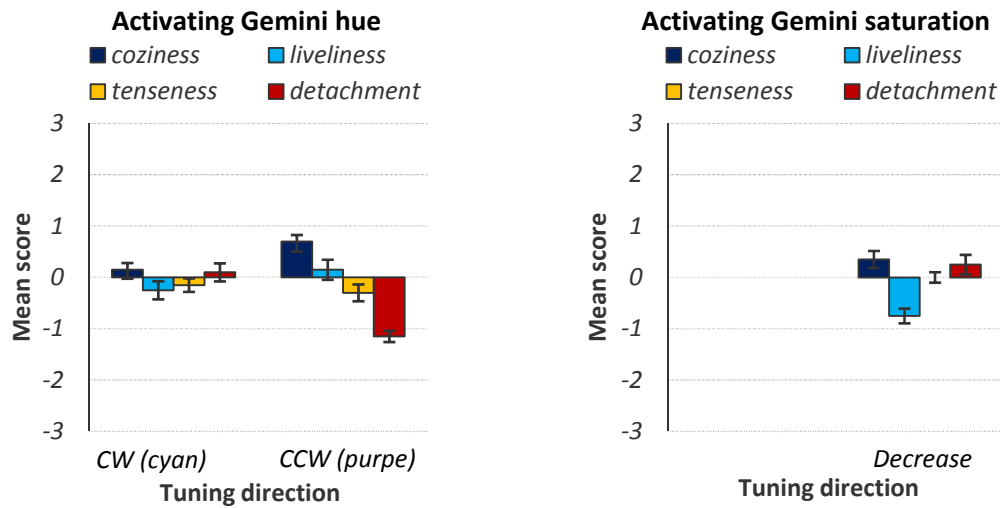 Activating Gemini hue
coziness liveliness
tenseness detachment
3
2
1
0
-1
-2
-3
Mean score
CW (cyan) CCW (purpe)
Tuning direction
Activating Gemini saturation
coziness liveliness
tenseness detachment
3
2
1
0
-1
-2
-3
Mean score
Decrease
Tuning direction